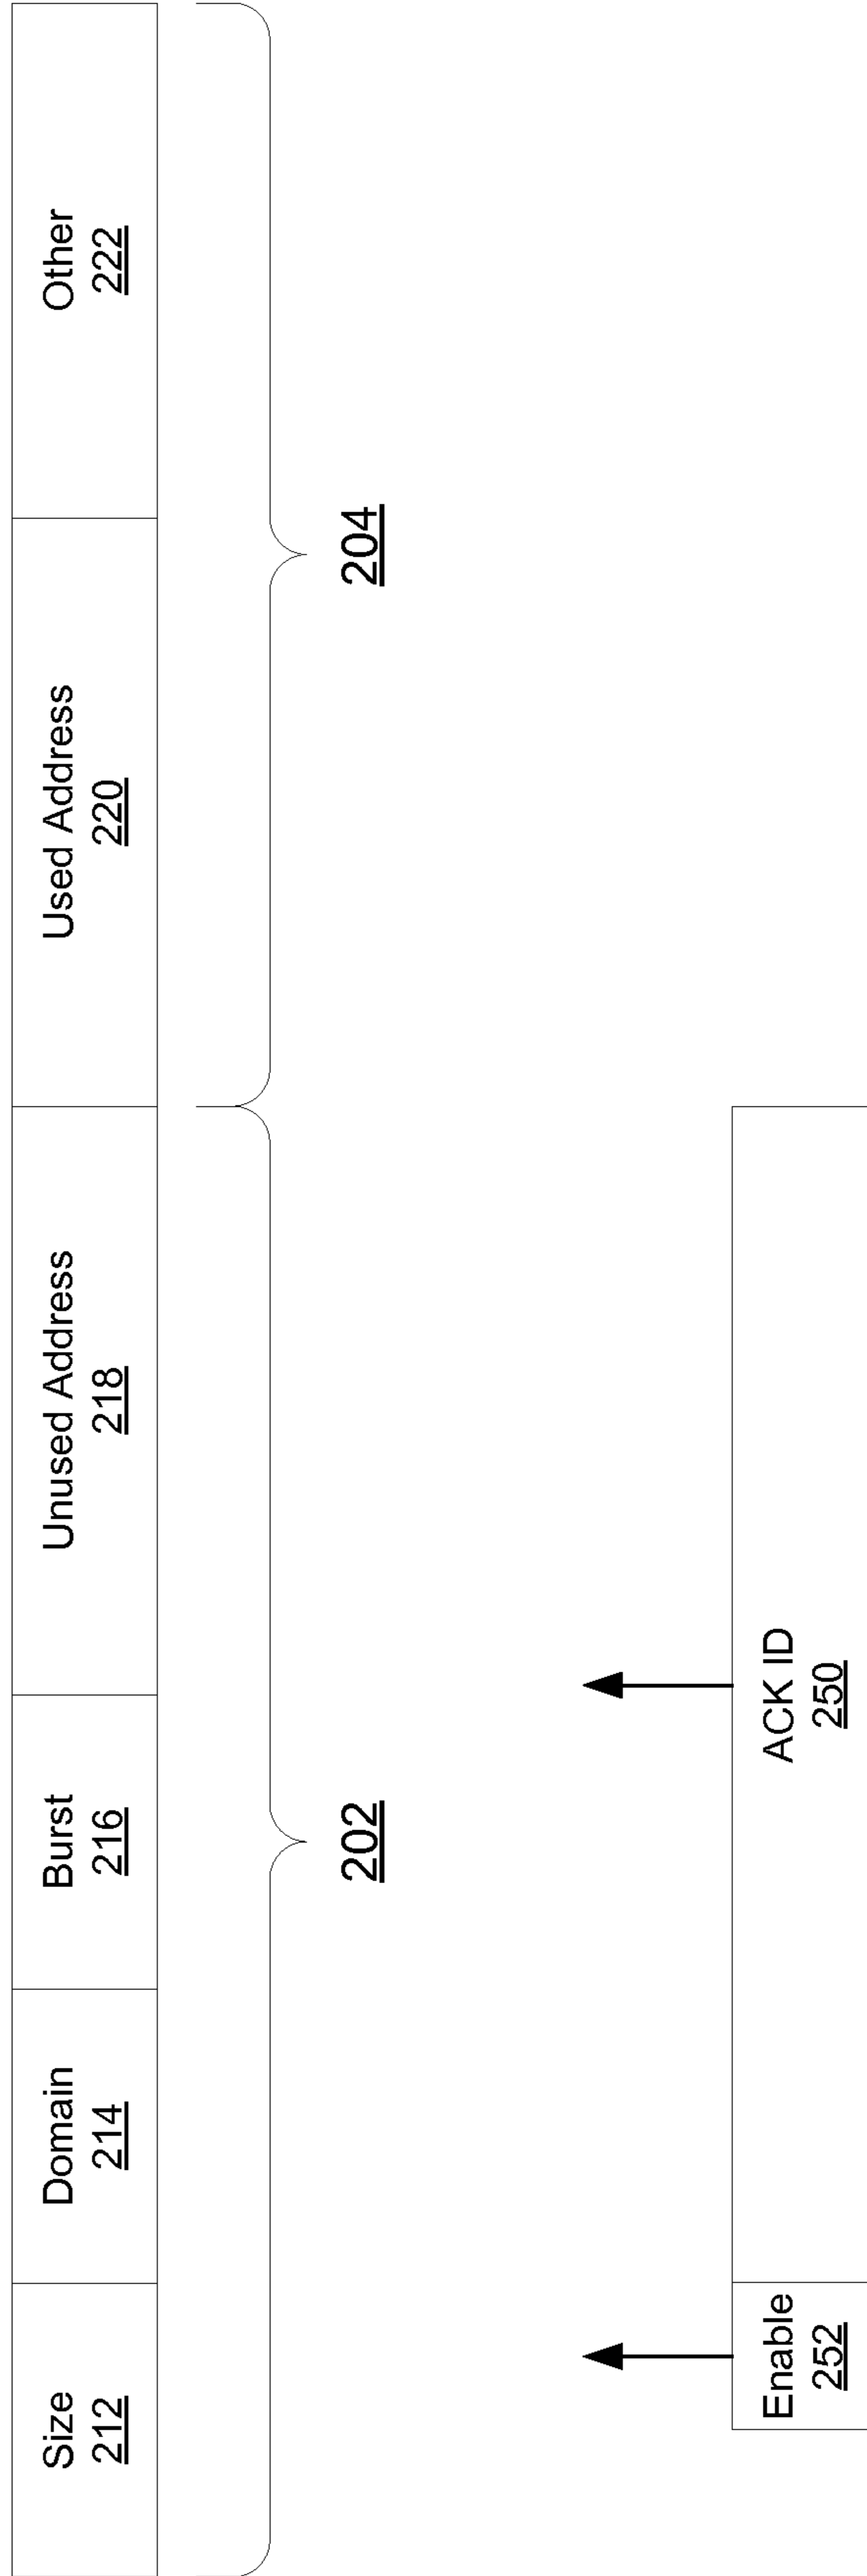 Size
212
Domain
214
Burst
216
Unused Address
218
Used Address
220
Other
222
202
204
Enable
252
ACK ID
250